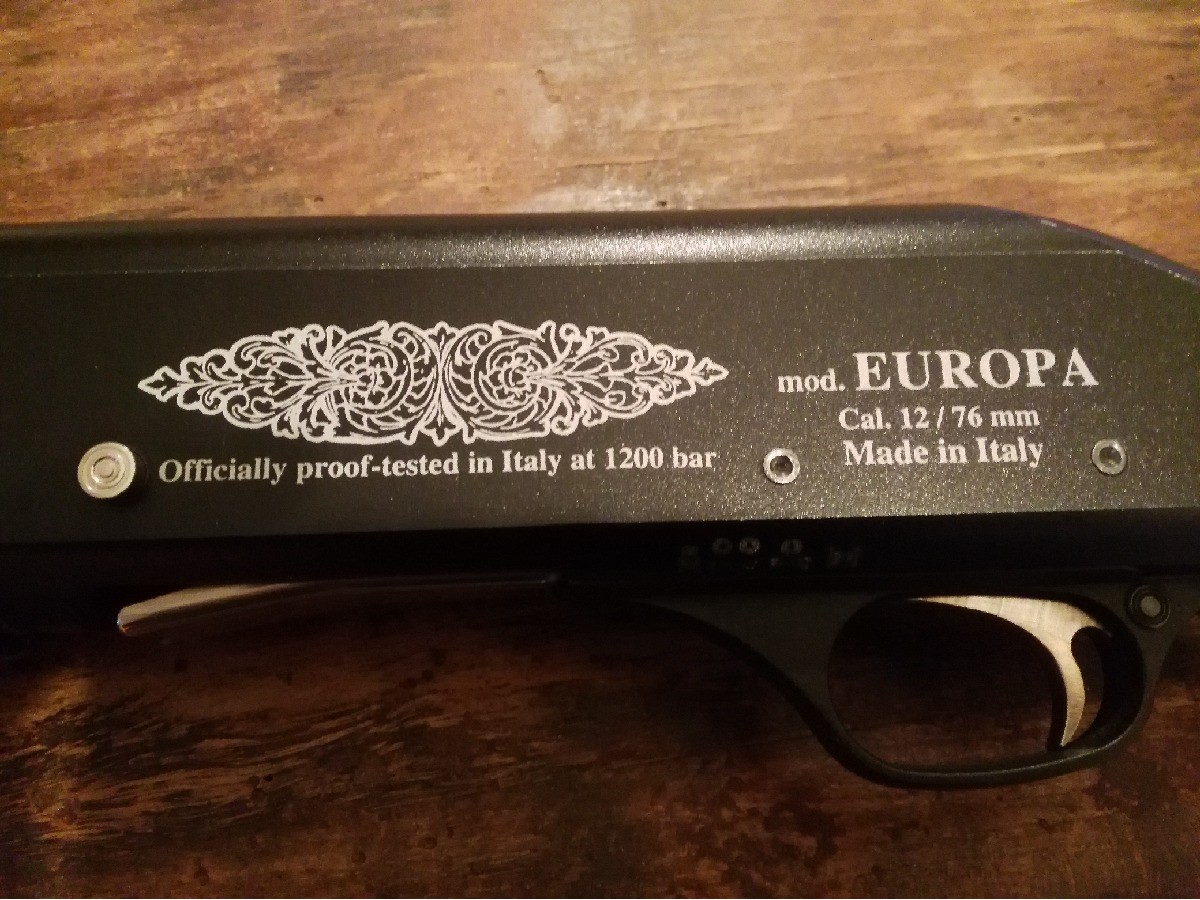 mod. EUROPA
Cal. 12 / 76 mm
Made in Italy
Officially proof-tested in Italy at 1200 bar